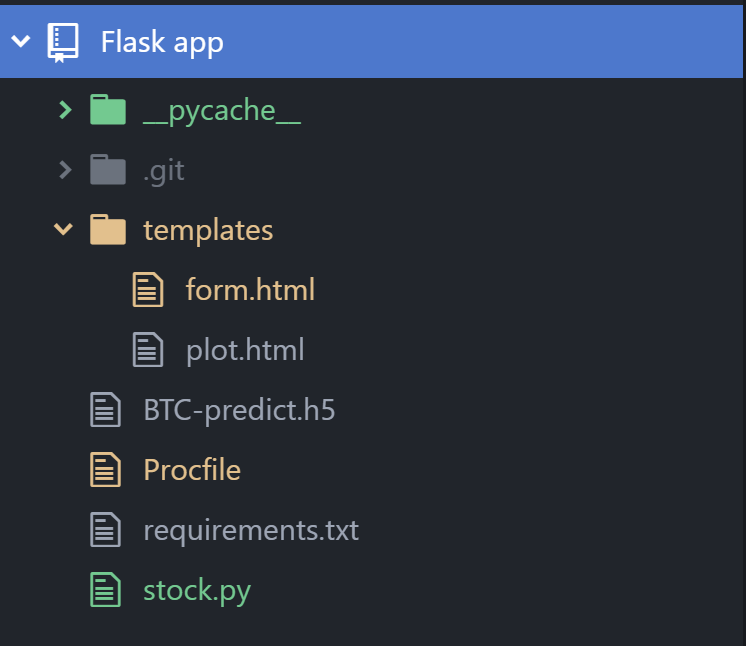 Flask app
__pycache__
.git
templates
form.html
plot.html
BTC-predict.h5
Procfile
requirements.txt
stock.py